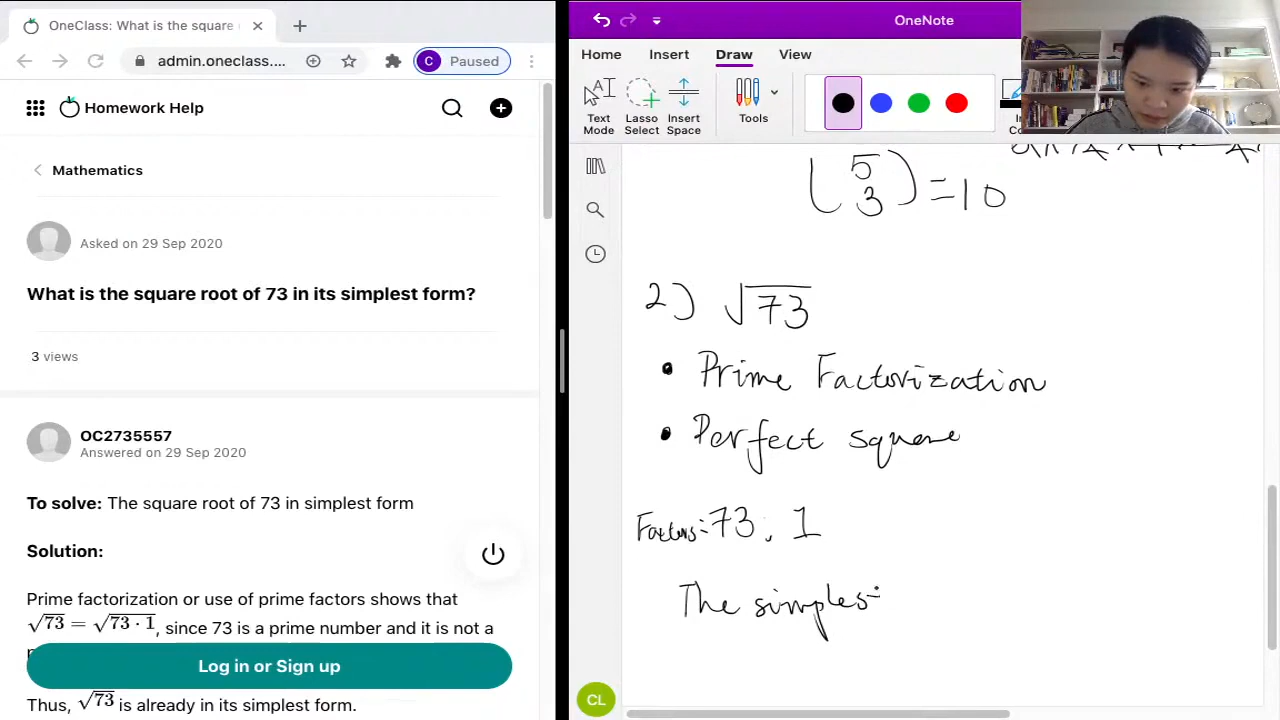 OneClass: What is the square
admin.oneclass....
C Paused
Homework Help
Mathematics
Asked on 29 Sep 2020
What is the square root of 73 in its simplest form?
3 views
OC2735557
Answered on 29 Sep 2020
To solve: The square root of 73 in simplest form
Solution:
Prime factorization or use of prime factors shows that
√73 = √73 · 1, since 73 is a prime number and it is not a
Log in or Sign up
Thus, √73 is already in its simplest form.
OneNote
Home Insert Draw View
Text Mode
Lasso Select
Insert Space
Tools
(5 3) = 10
2) √73
• Prime Factorization
• Perfect square
Factors: 73, 1
The simples
CL